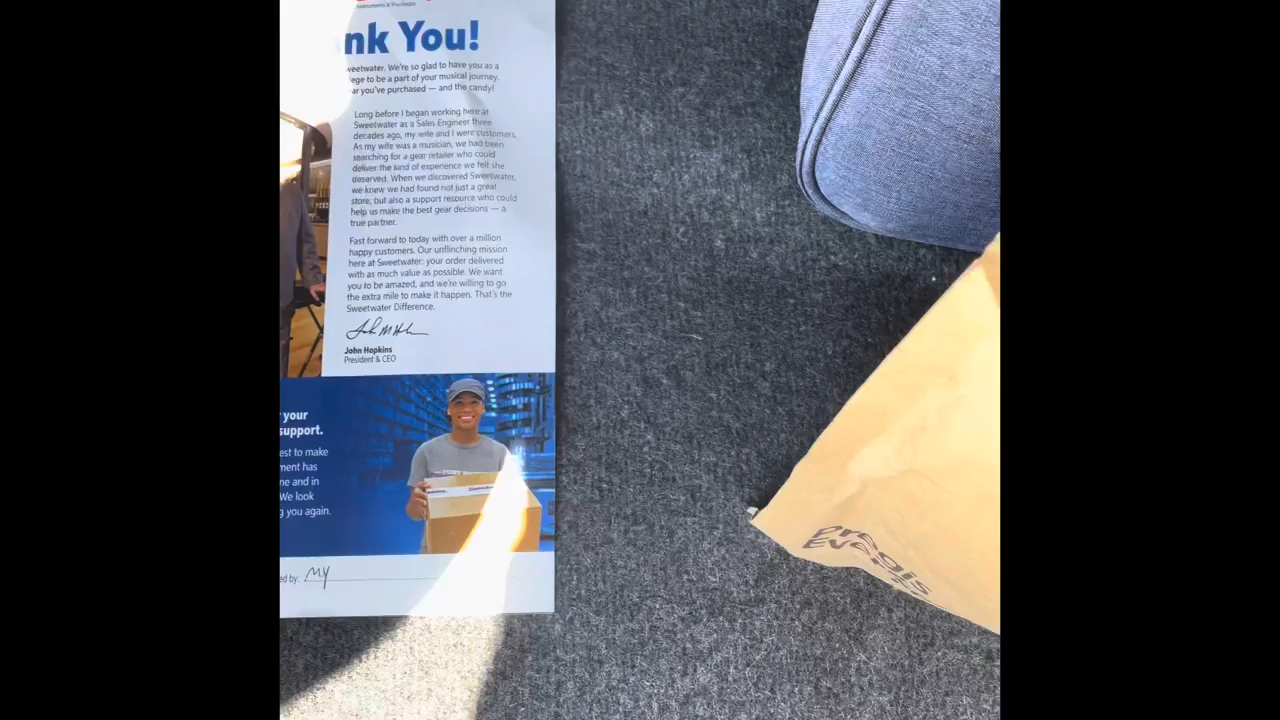 Instruments & Pro Audio
nk You!
weetwater. We're so glad to have you as a
ege to be a part of your musical journey.
ar you've purchased — and the candy!
Long before I began working here at
Sweetwater as a Sales Engineer three
decades ago, my wife and I were customers.
As my wife was a musician, we had been
searching for a gear retailer who could
deliver the kind of experience we felt she
deserved. When we discovered Sweetwater,
we knew we had found not just a great
store, but also a support resource who could
help us make the best gear decisions — a
true partner.
Fast forward to today with over a million
happy customers. Our unflinching mission
here at Sweetwater: your order delivered
with as much value as possible. We want
you to be amazed, and we're willing to go
the extra mile to make it happen. That's the
Sweetwater Difference.
John Hopkins
President & CEO
your
support.
est to make
ment has
ne and in
We look
g you again.
ed by: MY
Pregis